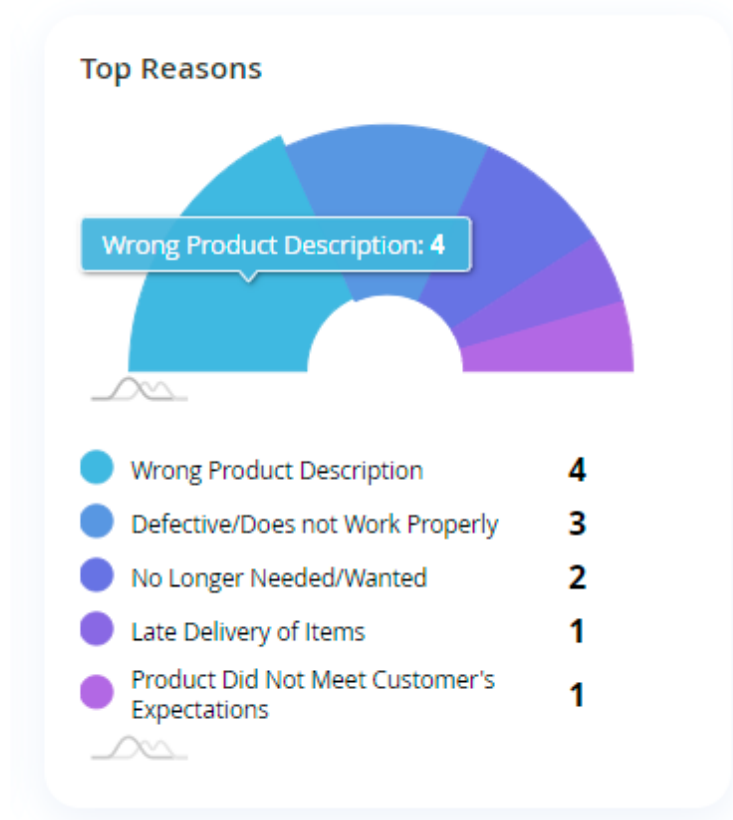 Top Reasons
Wrong Product Description: 4
Wrong Product Description 4
Defective/Does not Work Properly 3
No Longer Needed/Wanted 2
Late Delivery of Items 1
Product Did Not Meet Customer's
Expectations 1